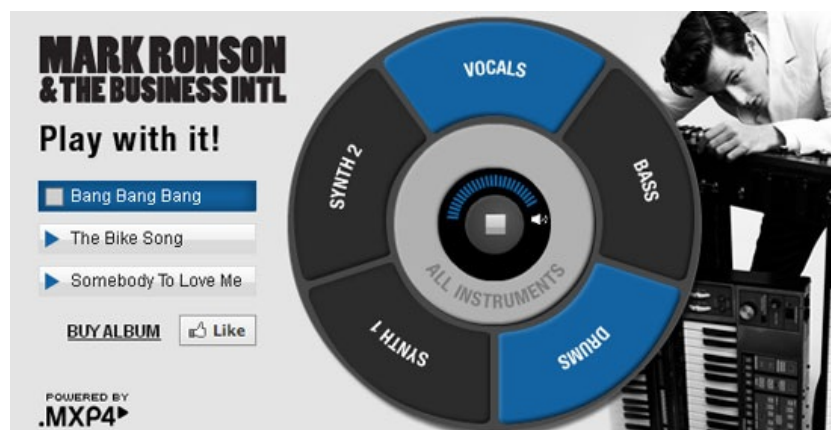 MARK RONSON
& THE BUSINESS INTL
Play with it!
Bang Bang Bang
The Bike Song
Somebody To Love Me
BUY ALBUM
Like
POWERED BY
.MXP4
VOCALS
BASS
DRUMS
SYNTH 1
SYNTH 2
ALL INSTRUMENTS